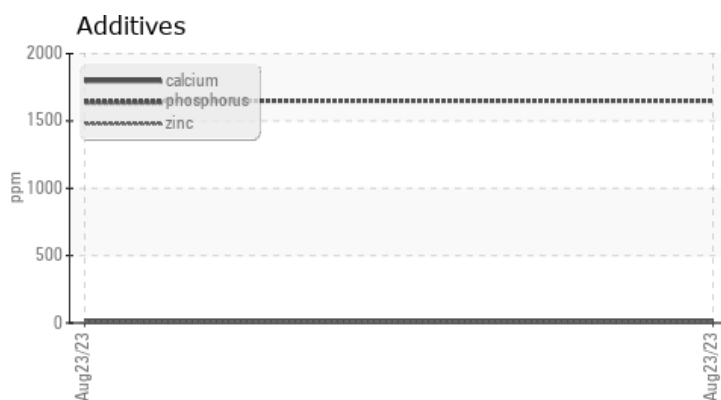 Additives
2000
1500
1000
500
0
ppm
calcium
phosphorus
zinc
Aug23/23
Aug23/23